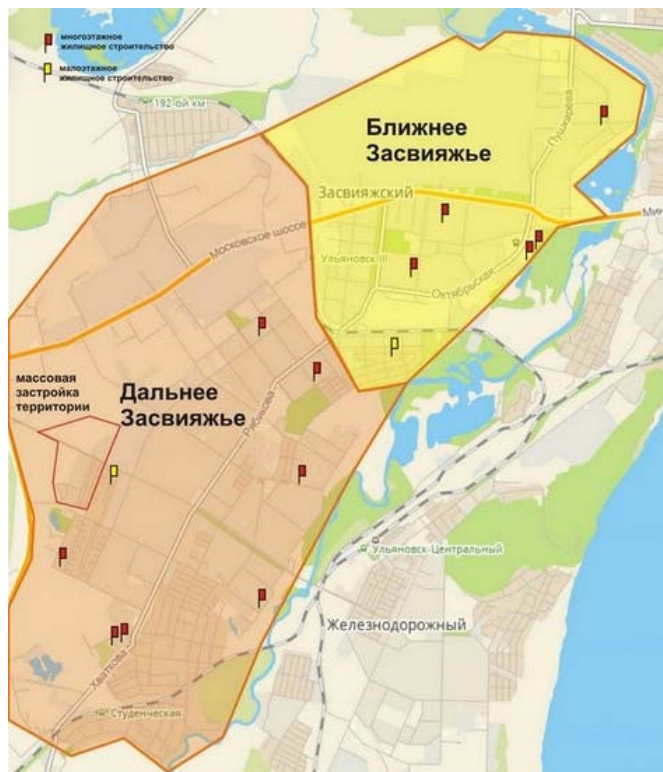 многоэтажное
жилищное строительство
малоэтажное
жилищное строительство
192-ой км
Ближнее
Засвияжье
Пушкарёва
Засвияжский
Московское шоссе
Ульяновск III
Октябрьская
массовая
застройка
территории
Дальнее
Засвияжье
Рябикова
Ульяновск-Центральный
Железнодорожный
Хваткова
Студенческая